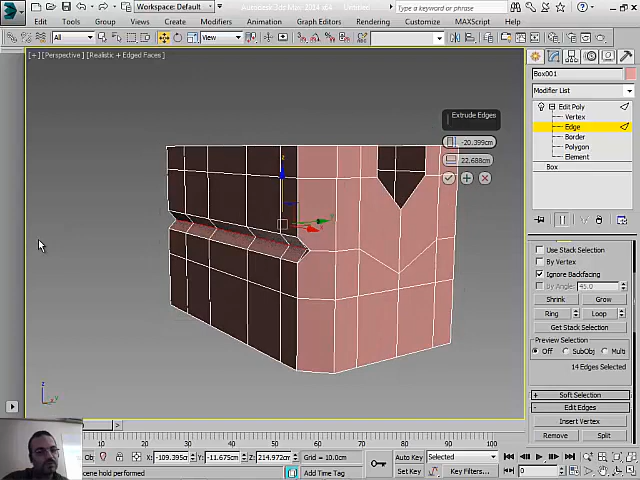 Workspace: Default
Autodesk 3ds Max 2014 x64
Type a keyword or phrase
Edit Tools Group Views Create Modifiers Animation Graph Editors Rendering Customize MAXScript Help
All
View
[+] [Perspective] [Realistic + Edged Faces]
Extrude Edges
-20.399cm
22.688cm
Box001
Modifier List
Edit Poly
Vertex
Edge
Border
Polygon
Element
Box
Use Stack Selection
By Vertex
Ignore Backfacing
By Angle: 45.0
Shrink Grow
Ring Loop
Get Stack Selection
Preview Selection
Off SubObj Multi
14 Edges Selected
+ Soft Selection
- Edit Edges
Insert Vertex
Remove Split
10 20 30 40 50 60 70 80 90 100
X: -109.395cm Y: -11.675cm Z: 214.972cm Grid = 10.0cm
cene hold performed
Add Time Tag
Auto Key Selected
Set Key Key Filters...
0